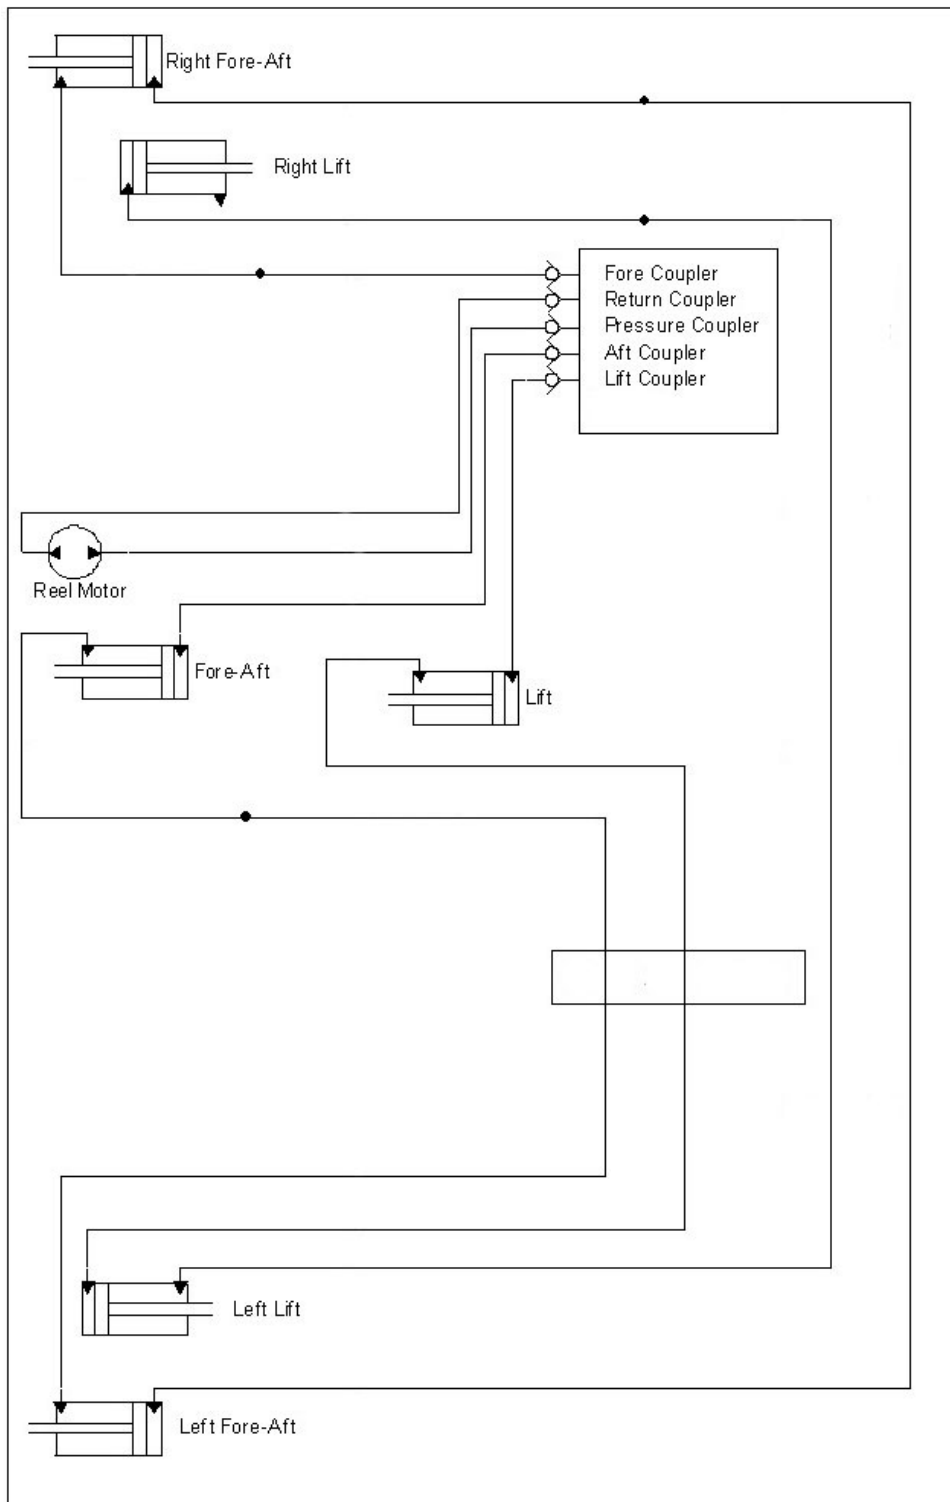 Right Fore-Aft
Right Lift
Fore Coupler
Return Coupler
Pressure Coupler
Aft Coupler
Lift Coupler
Reel Motor
Fore-Aft
Lift
Left Lift
Left Fore-Aft